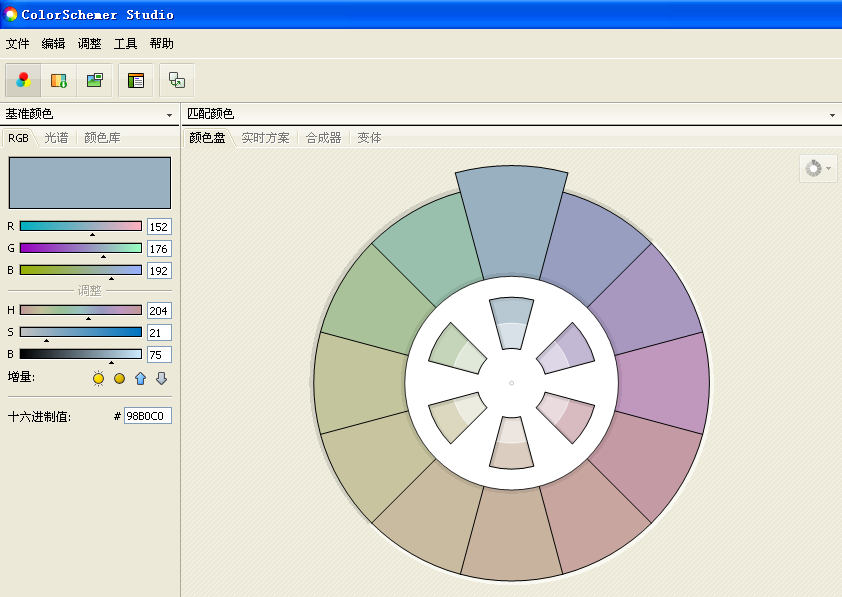 ColorSchemer Studio
文件 编辑 调整 工具 帮助
基准颜色 匹配颜色
RGB 光谱 颜色库 颜色盘 实时方案 合成器 变体
R 152
G 176
B 192
调整
H 204
S 21
B 75
增量:
十六进制值: # 98B0C0